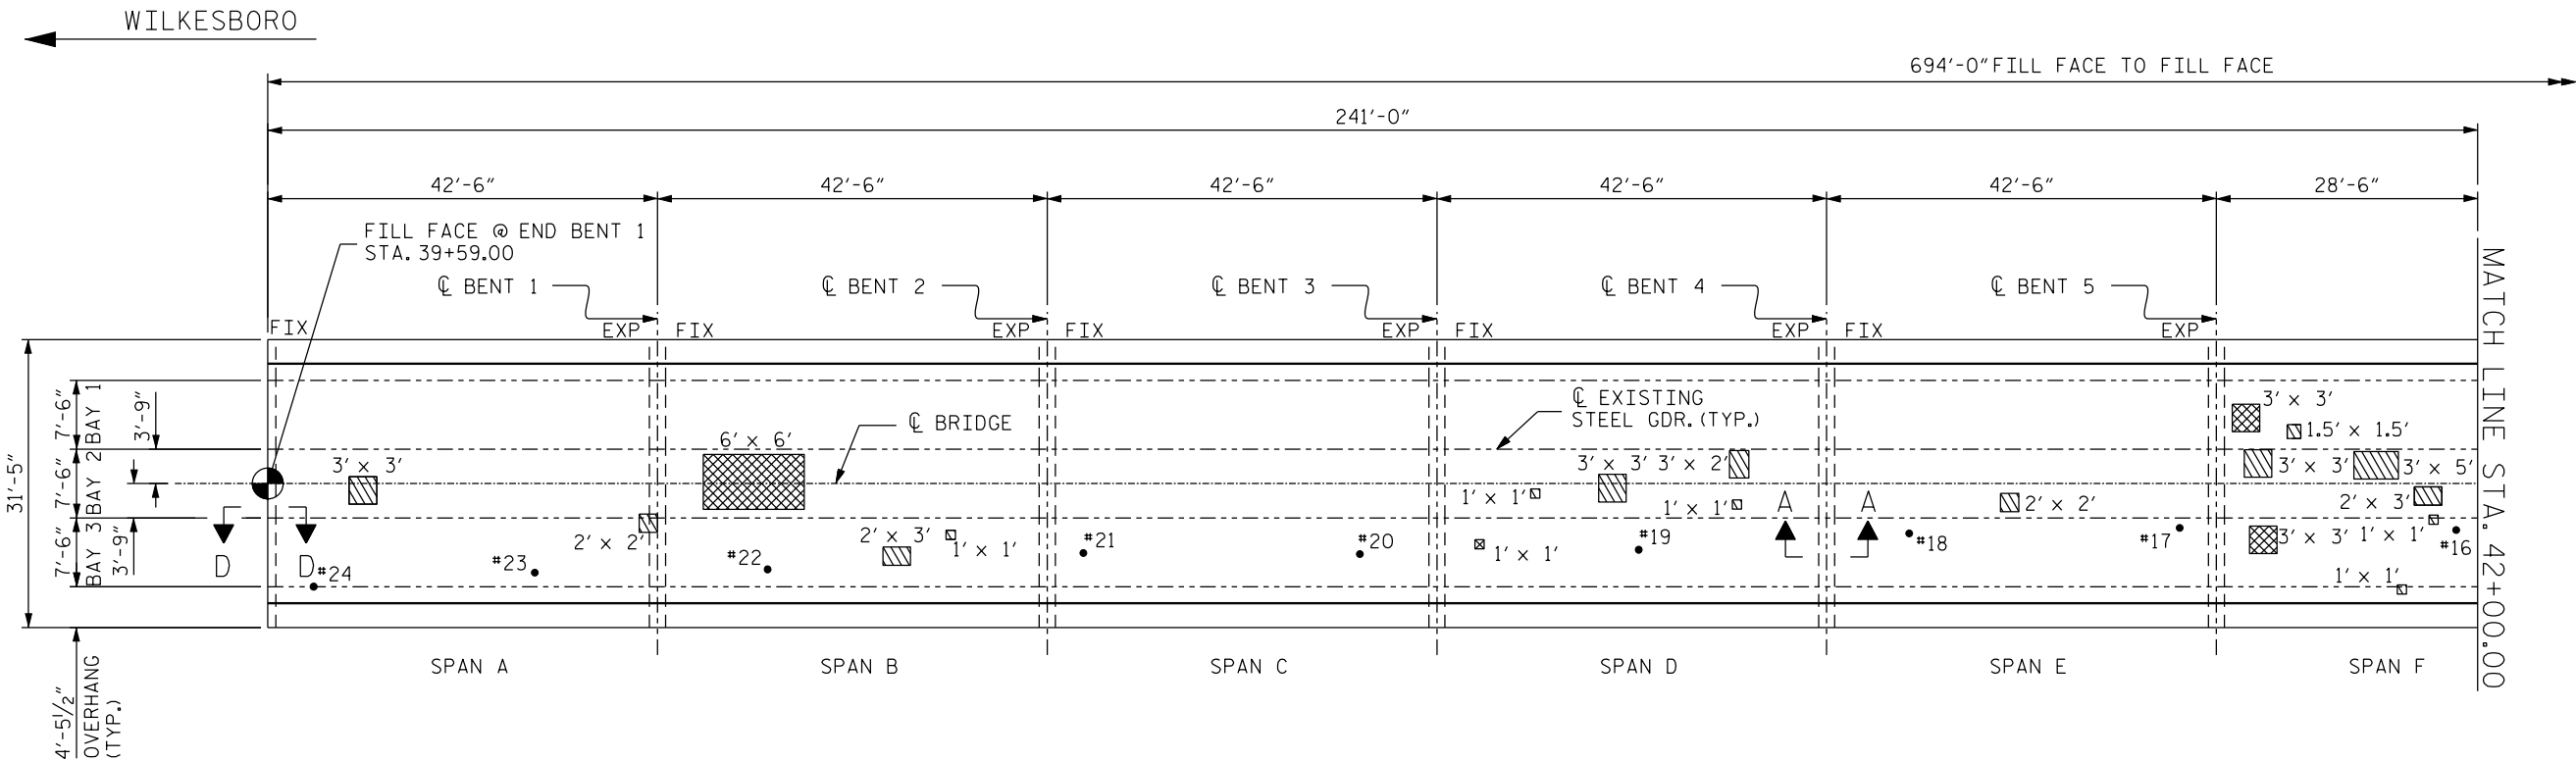 WILKESBORO
694'-0" FILL FACE TO FILL FACE
241'-0"
42'-6"
42'-6"
42'-6"
42'-6"
42'-6"
28'-6"
FILL FACE @ END BENT 1
STA. 39+59.00
℄ BENT 1
℄ BENT 2
℄ BENT 3
℄ BENT 4
℄ BENT 5
FIX
EXP
FIX
EXP
FIX
EXP
FIX
EXP
FIX
EXP
MATCH LINE STA. 42+00.00
31'-5"
7'-6"
BAY 1
7'-6"
BAY 2
7'-6"
BAY 3
3'-9"
3'-9"
4'-5½"
OVERHANG
(TYP.)
℄ BRIDGE
℄ EXISTING
STEEL GDR. (TYP.)
3' x 3'
2' x 2'
D
D
#24
#23
6' x 6'
2' x 3'
1' x 1'
#22
#21
#20
1' x 1'
3' x 3'
3' x 2'
1' x 1'
1' x 1'
#19
A
A
2' x 2'
#18
#17
3' x 3'
1.5' x 1.5'
3' x 3'
3' x 5'
2' x 3'
3' x 3'
1' x 1'
#16
1' x 1'
SPAN A
SPAN B
SPAN C
SPAN D
SPAN E
SPAN F